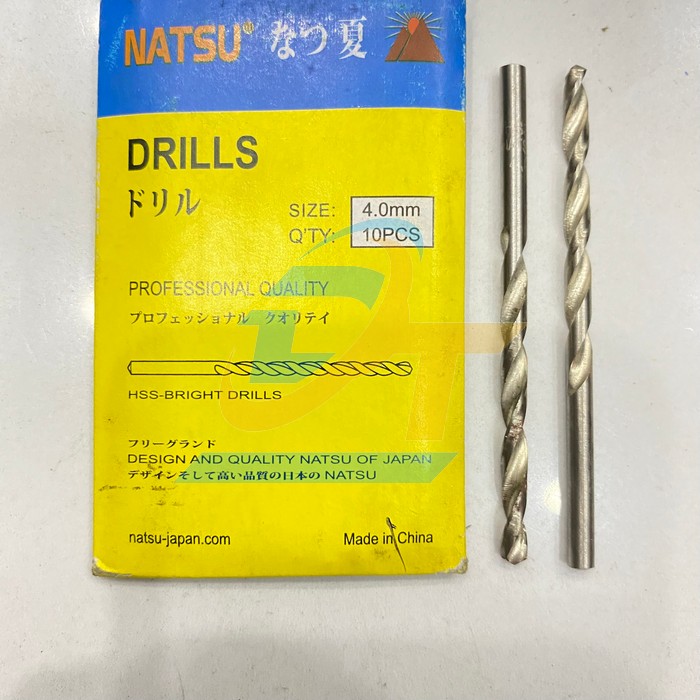 NATSU® なつ夏
DRILLS
ドリル
SIZE: 4.0mm
Q'TY: 10PCS
PROFESSIONAL QUALITY
プロフェッショナル クオリテイ
HSS-BRIGHT DRILLS
フリーグランド
DESIGN AND QUALITY NATSU OF JAPAN
デザインそして高い品質の日本の NATSU
natsu-japan.com
Made in China
DT